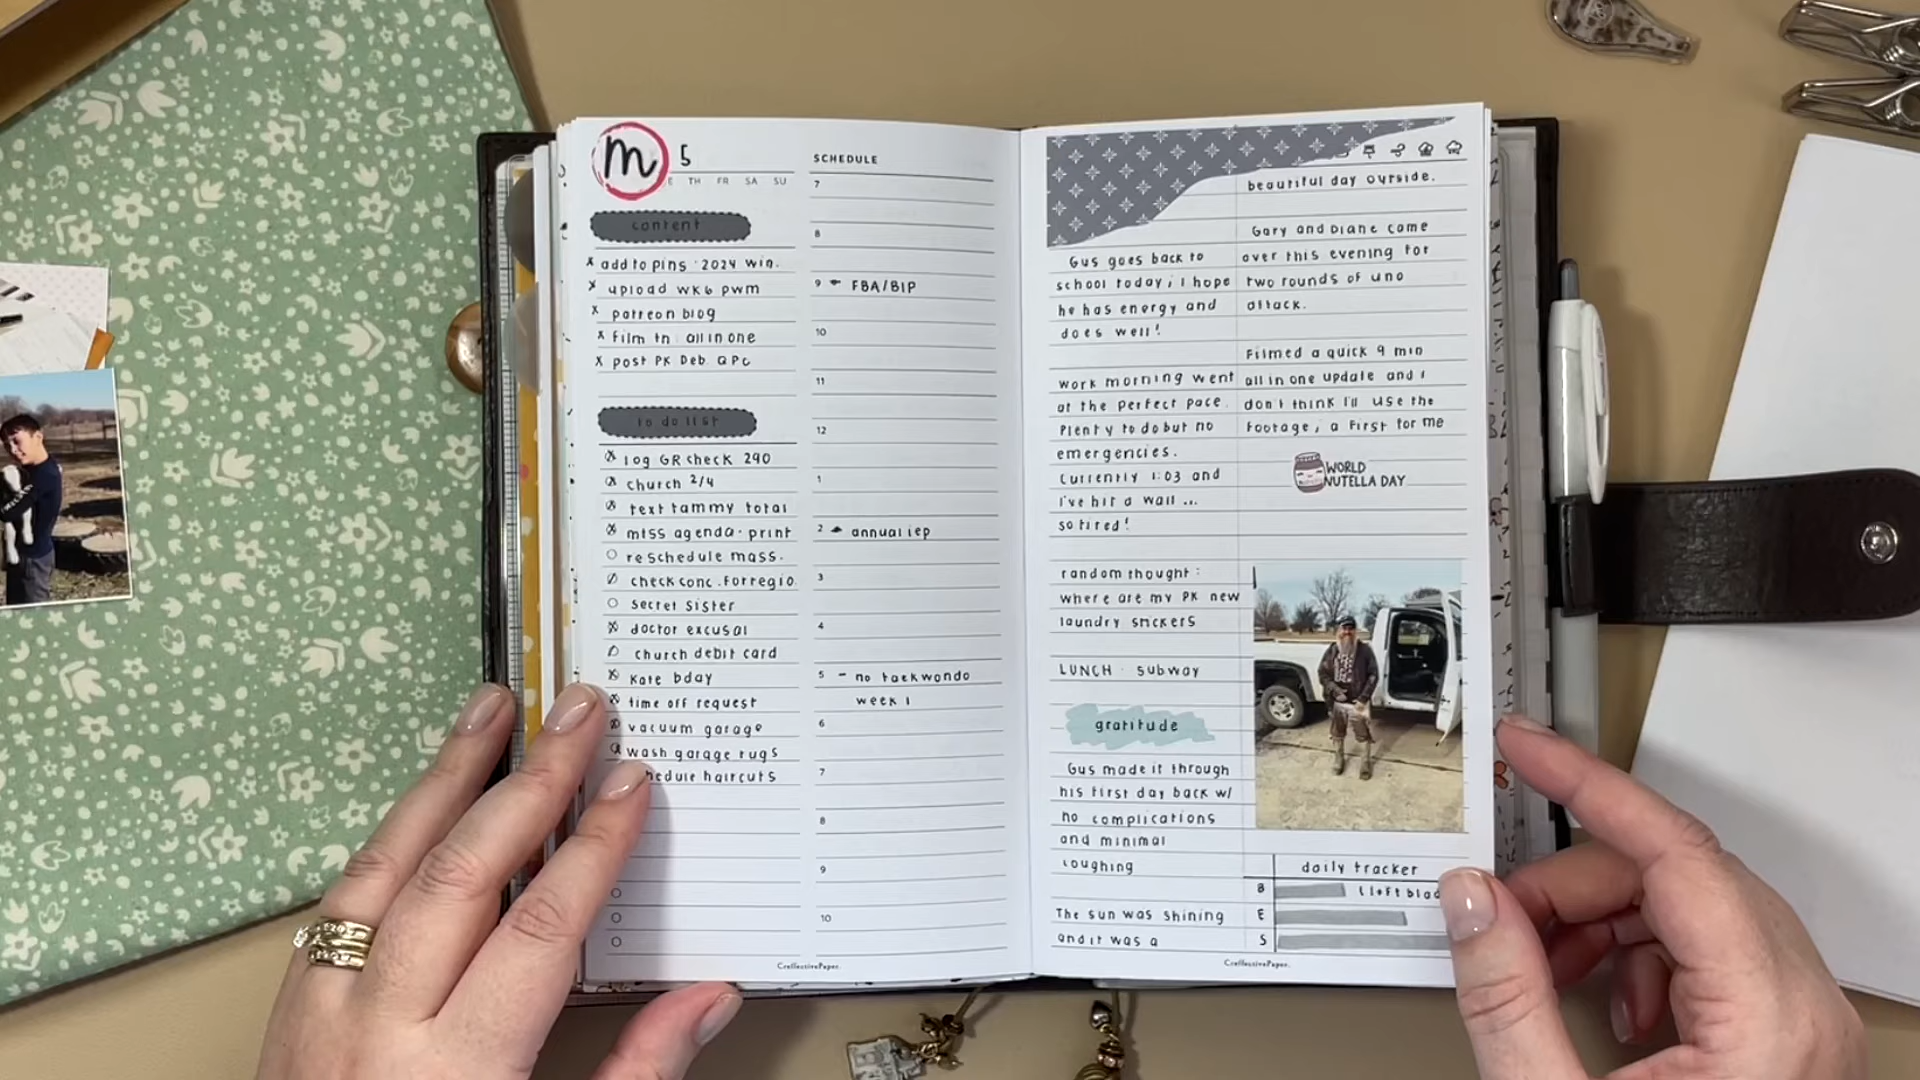 m 5
E TH FR SA SU
content
x add to pins · 2024 win.
x upload wk6 pwm
x patreon blog
x film tn : all in one
x post PK Deb. QPC
to do list
log GR check 290
church 2/4
text tammy total
mtss agenda · print
reschedule mass.
check conc. for regio.
secret sister
doctor excusal
church debit card
Kate bday
time off request
vacuum garage
wash garage rugs
hedule haircuts
SCHEDULE
7
8
9 FBA/BIP
10
11
12
1
2 annual iep
3
4
5 - no taekwondo
week 1
6
7
8
9
10
CraftectivePaper.
Gus goes back to
school today, I hope
he has energy and
does well!
work morning went
at the perfect pace.
Plenty to do but no
emergencies.
Currently 1:03 and
I've hit a wall ...
so tired!
random thought:
where are my PK new
laundry stickers
LUNCH · subway
gratitude
Gus made it through
his first day back w/
no complications
and minimal
coughing
The sun was shining
and it was a
beautiful day outside.
Gary and Diane come
over this evening for
two rounds of uno
attack.
Filmed a quick 9 min
all in one update and I
don't think I'll use the
footage, a first for me
WORLD
NUTELLA DAY
daily tracker
B
E
S
CraftectivePaper.